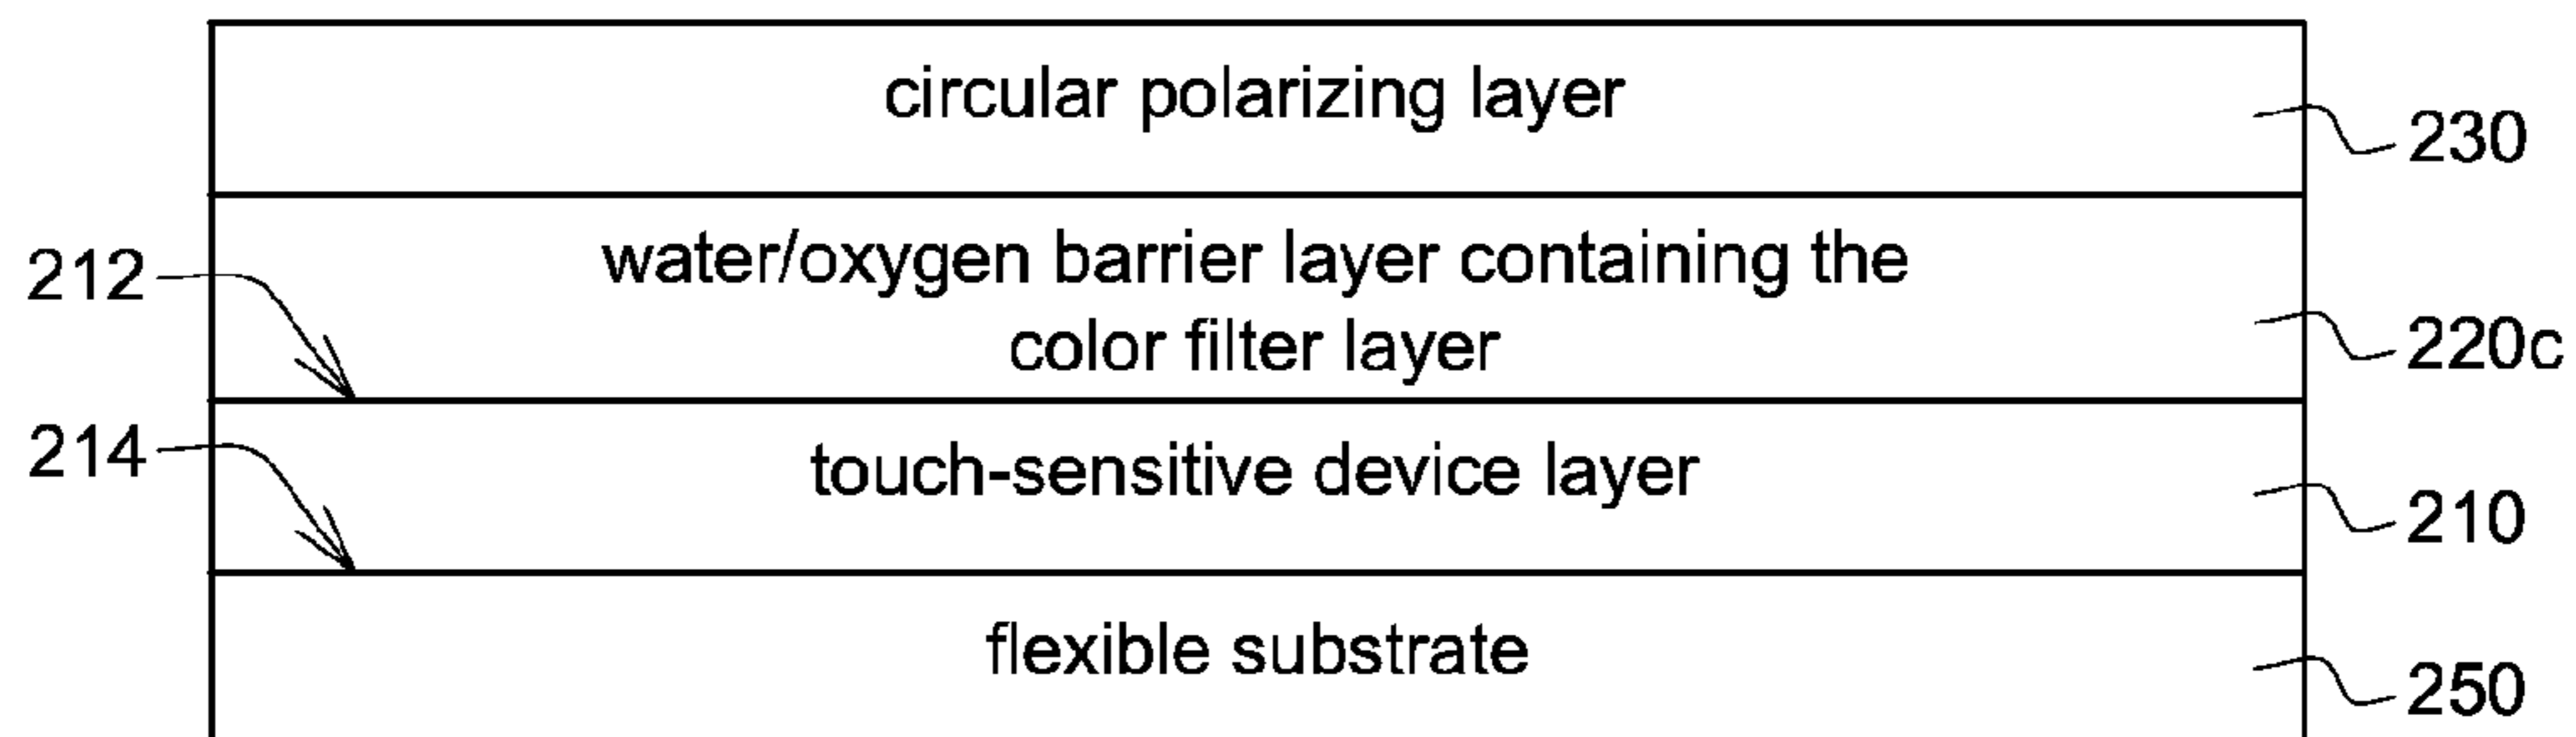 circular polarizing layer
230
water/oxygen barrier layer containing the
color filter layer
212
220c
214
touch-sensitive device layer
210
flexible substrate
250